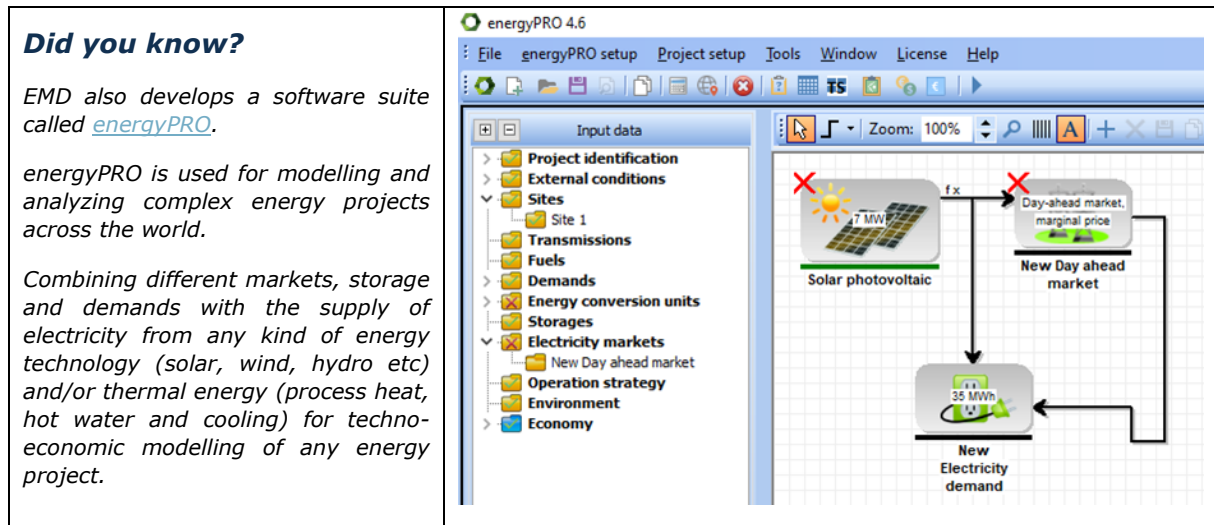 Did you know?
EMD also develops a software suite
called energyPRO.
energyPRO is used for modelling and
analyzing complex energy projects
across the world.
Combining different markets, storage
and demands with the supply of
electricity from any kind of energy
technology (solar, wind, hydro etc)
and/or thermal energy (process heat,
hot water and cooling) for techno-
economic modelling of any energy
project.
energyPRO 4.6
File energyPRO setup Project setup Tools Window License Help
TS
Input data
Project identification
External conditions
Sites
Site 1
Transmissions
Fuels
Demands
Energy conversion units
Storages
Electricity markets
New Day ahead market
Operation strategy
Environment
Economy
Zoom: 100% A
7 MW
Solar photovoltaic
f x
Day-ahead market,
marginal price
New Day ahead
market
35 MWh
New
Electricity
demand